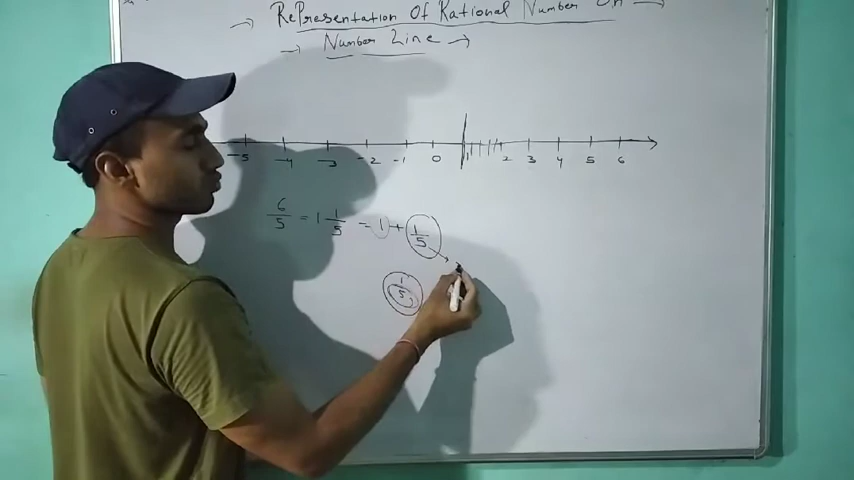 → RePresentation Of Rational Number On →
→ Number Line →
-5 -4 -3 -2 -1 0 1 2 3 4 5 6
6/5 = 1 1/5 = 1 + 1/5
1/5